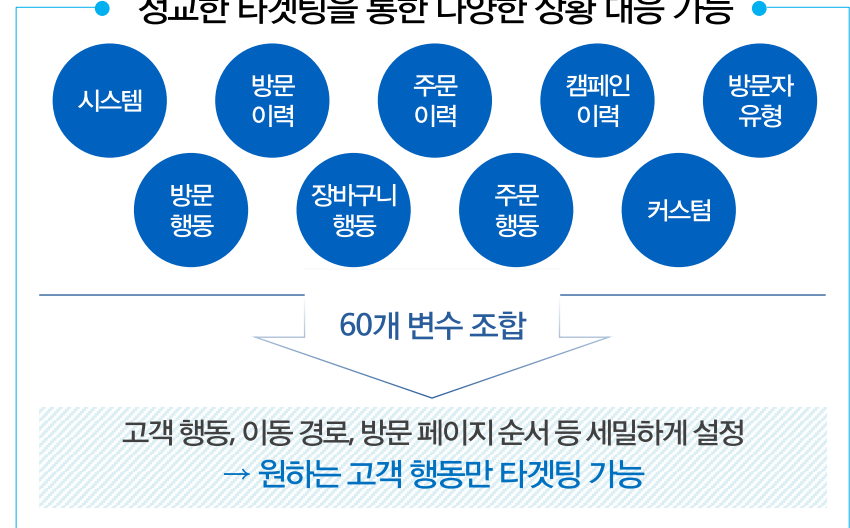 정교한 타겟팅을 통한 다양한 상황 대응 가능
시스템
방문
이력
주문
이력
캠페인
이력
방문자
유형
방문
행동
장바구니
행동
주문
행동
커스텀
60개 변수 조합
고객 행동, 이동 경로, 방문 페이지 순서 등 세밀하게 설정
→ 원하는 고객 행동만 타겟팅 가능